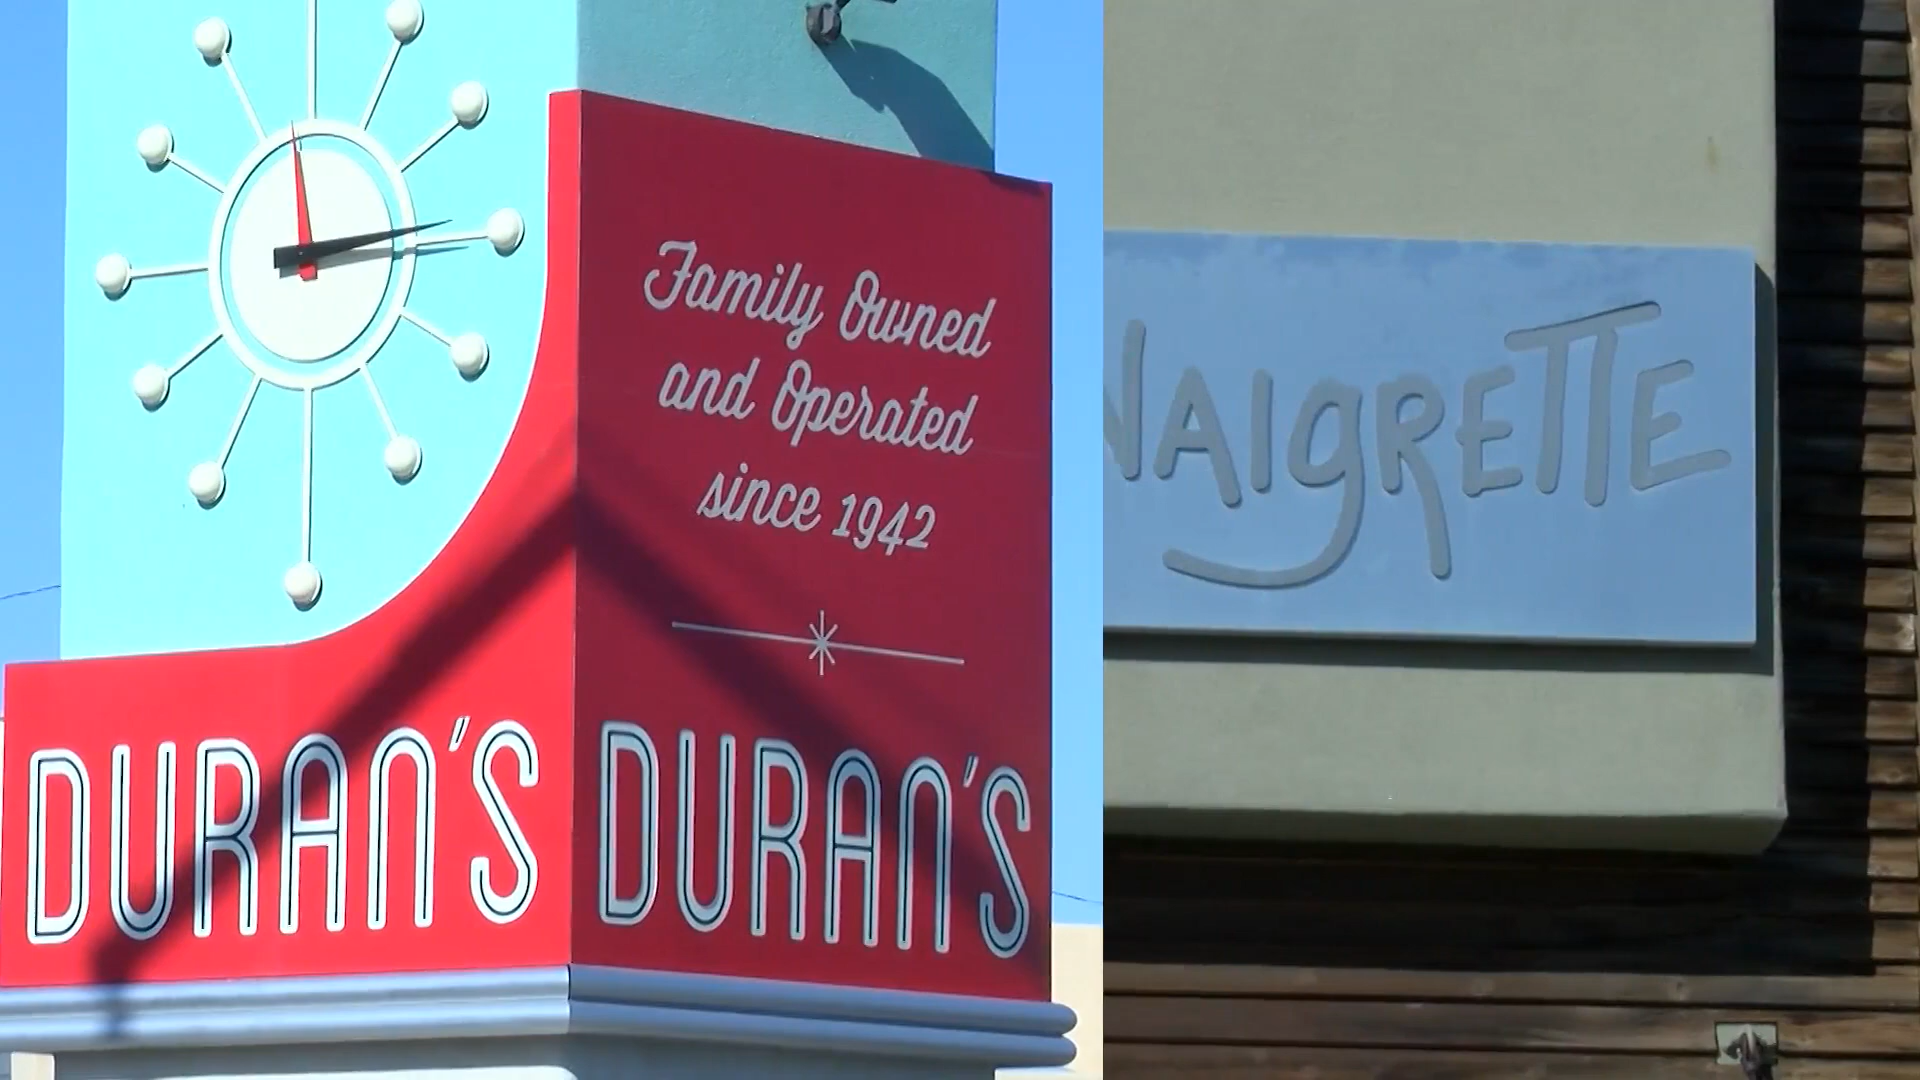 Family Owned
and Operated
since 1942
DURAN'S DURAN'S
NAIGRETTE